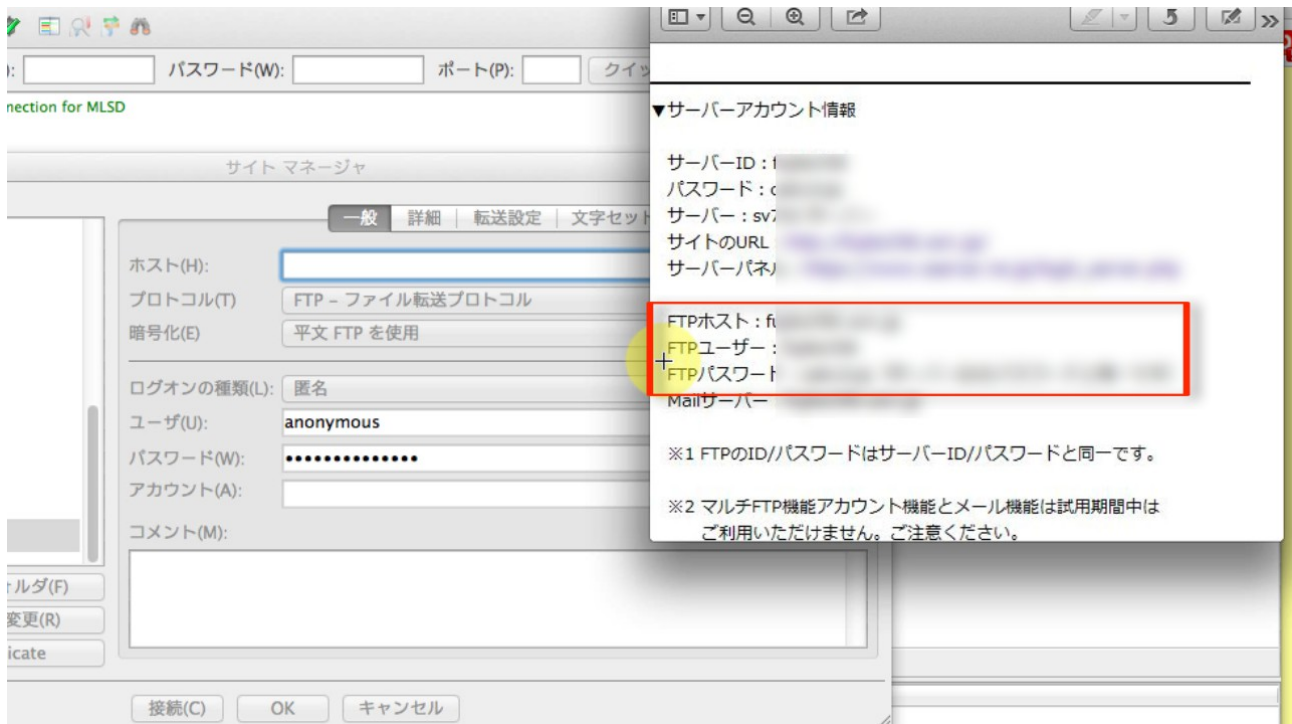 パスワード(W):
ポート(P):
クイッ
nection for MLSD
サイト マネージャ
一般
詳細
転送設定
文字セット
ホスト(H):
プロトコル(T)
FTP – ファイル転送プロトコル
暗号化(E)
平文 FTP を使用
ログオンの種類(L):
匿名
ユーザ(U):
anonymous
パスワード(W):
アカウント(A):
コメント(M):
ォルダ(F)
変更(R)
icate
接続(C)
OK
キャンセル
▼サーバーアカウント情報
サーバーID:
パスワード:
サーバー:sv7
サイトのURL
サーバーパネル
FTPホスト:fu
FTPユーザー:
FTPパスワード
Mailサーバー
※1 FTPのID/パスワードはサーバーID/パスワードと同一です。
※2 マルチFTP機能アカウント機能とメール機能は試用期間中は
ご利用いただけません。ご注意ください。